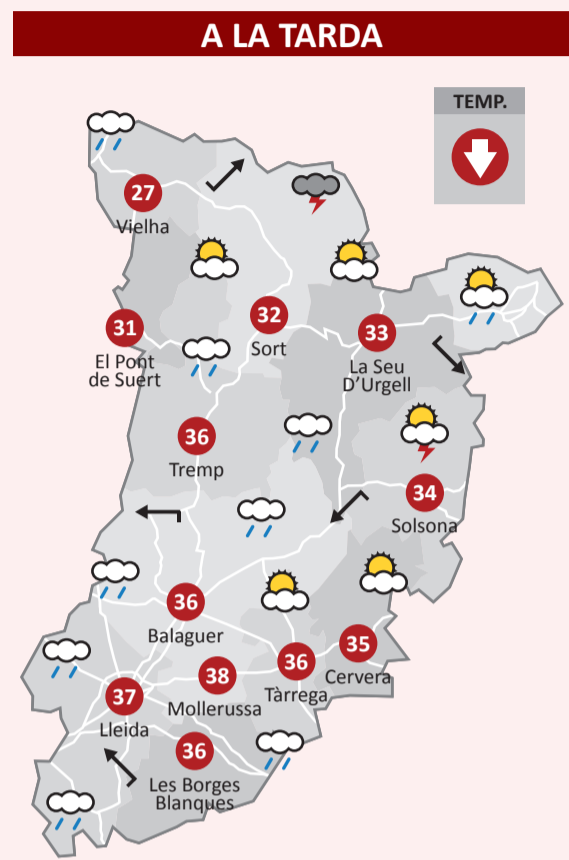 A LA TARDA
TEMP.
27
Vielha
31
El Pont
de Suert
32
Sort
33
La Seu
D'Urgell
36
Tremp
34
Solsona
36
Balaguer
35
Cervera
36
Tàrrega
38
Mollerussa
37
Lleida
36
Les Borges
Blanques